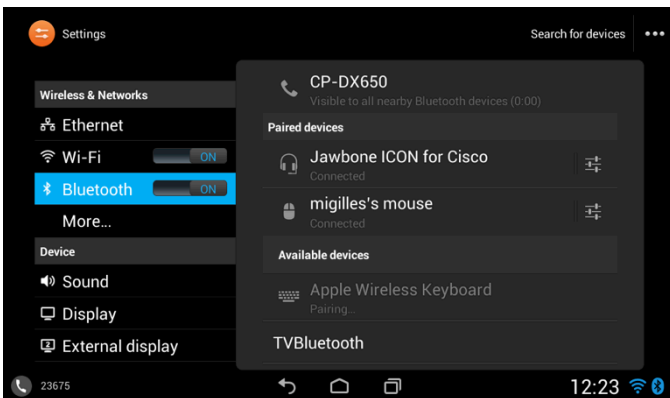 Settings
Search for devices
Wireless & Networks
Ethernet
Wi-Fi ON
Bluetooth ON
More...
Device
Sound
Display
External display
CP-DX650
Visible to all nearby Bluetooth devices (0:00)
Paired devices
Jawbone ICON for Cisco
Connected
migilles's mouse
Connected
Available devices
Apple Wireless Keyboard
Pairing...
TVBluetooth
23675
12:23